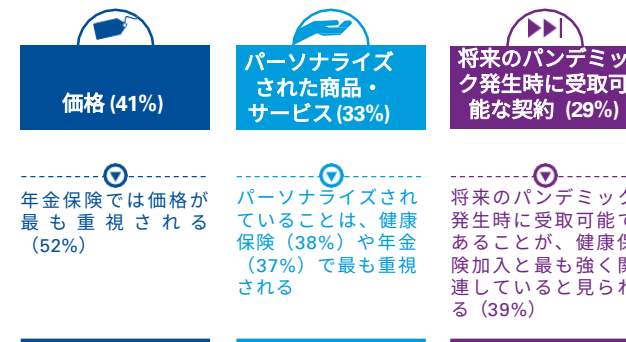 価格 (41%)
年金保険では価格が
最も重視される
（52%）
パーソナライズ
された商品・
サービス(33%)
パーソナライズされ
ていることは、健康
保険（38%）や年金
（37%）で最も重視
される
将来のパンデミッ
ク発生時に受取可
能な契約 (29%)
将来のパンデミック
発生時に受取可能で
あることが、健康保
険加入と最も強く関
連していると見られ
る（39%）